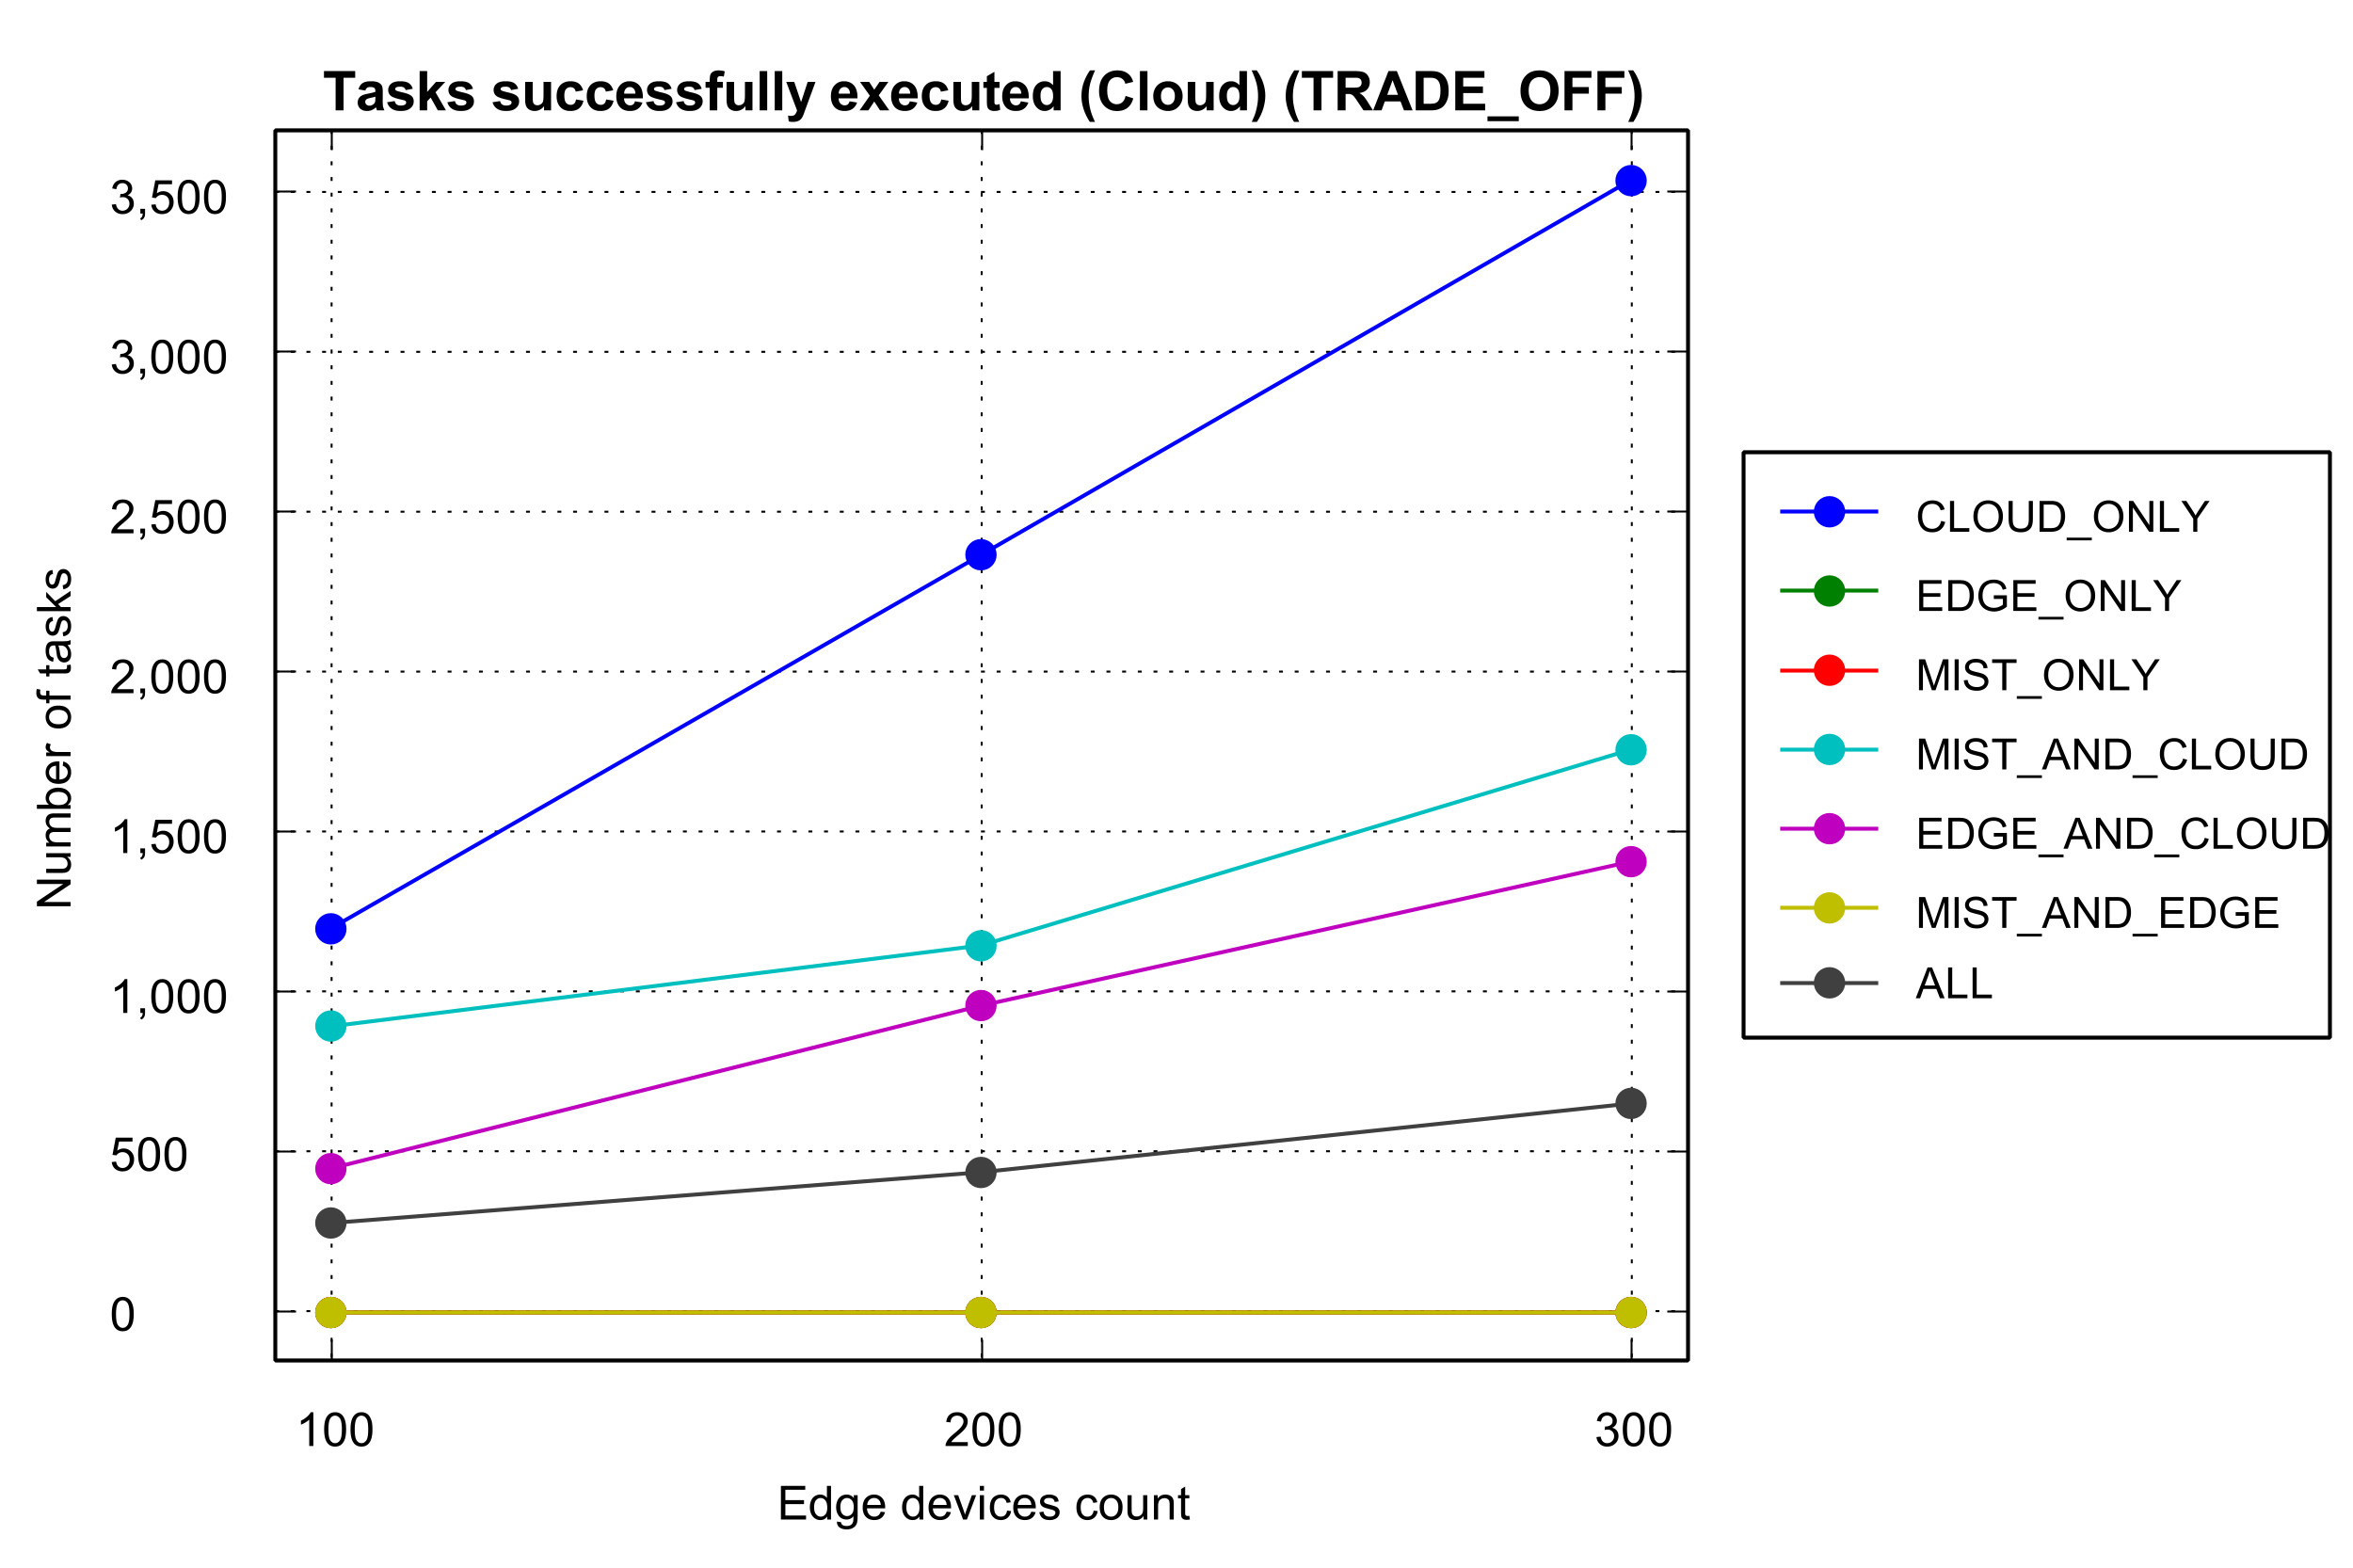 Tasks successfully executed (Cloud) (TRADE_OFF)
3,500
3,000
2,500
2,000
1,500
1,000
500
0
Number of tasks
100
200
300
Edge devices count
CLOUD_ONLY
EDGE_ONLY
MIST_ONLY
MIST_AND_CLOUD
EDGE_AND_CLOUD
MIST_AND_EDGE
ALL